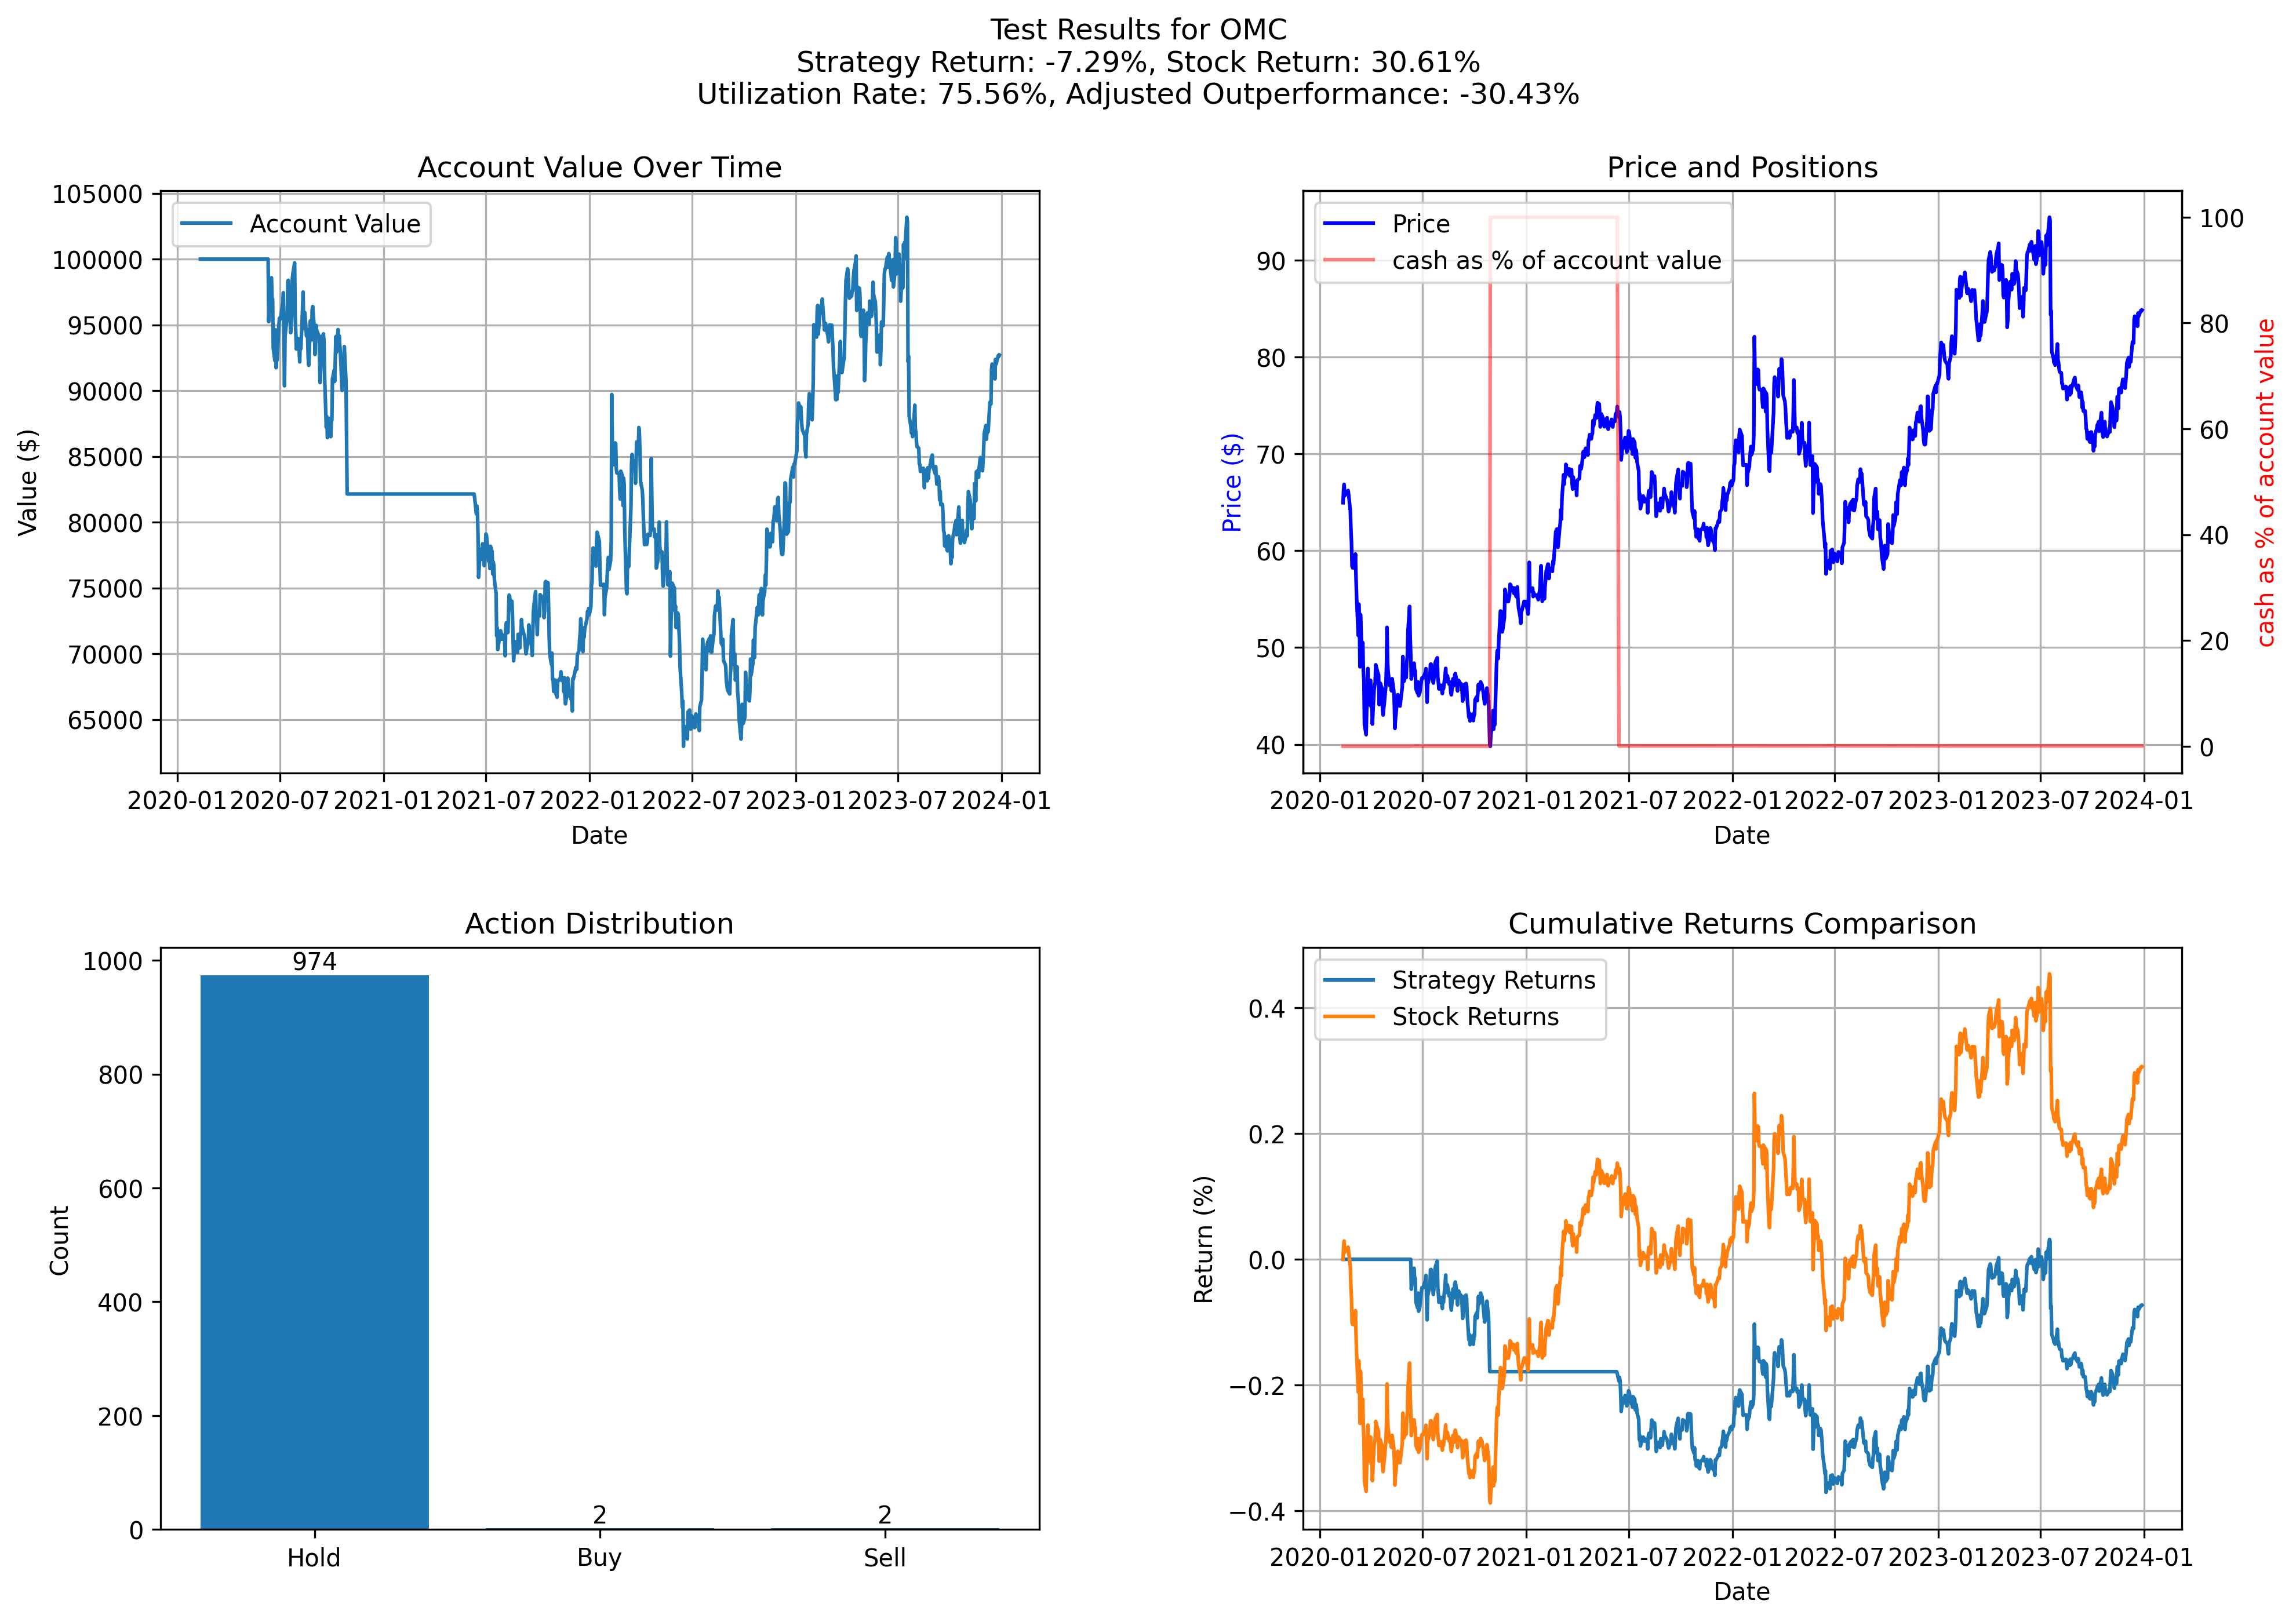 Test Results for OMC
Strategy Return: -7.29%, Stock Return: 30.61%
Utilization Rate: 75.56%, Adjusted Outperformance: -30.43%
Account Value Over Time
105000
100000
95000
90000
85000
80000
75000
70000
65000
Value ($)
Account Value
2020-01
2020-07
2021-01
2021-07
2022-01
2022-07
2023-01
2023-07
2024-01
Date
Price and Positions
90
80
70
60
50
40
Price ($)
Price
cash as % of account value
100
80
60
40
20
0
cash as % of account value
2020-01
2020-07
2021-01
2021-07
2022-01
2022-07
2023-01
2023-07
2024-01
Date
Action Distribution
1000
800
600
400
200
0
Count
974
2
2
Hold
Buy
Sell
Cumulative Returns Comparison
0.4
0.2
0.0
−0.2
−0.4
Return (%)
Strategy Returns
Stock Returns
2020-01
2020-07
2021-01
2021-07
2022-01
2022-07
2023-01
2023-07
2024-01
Date